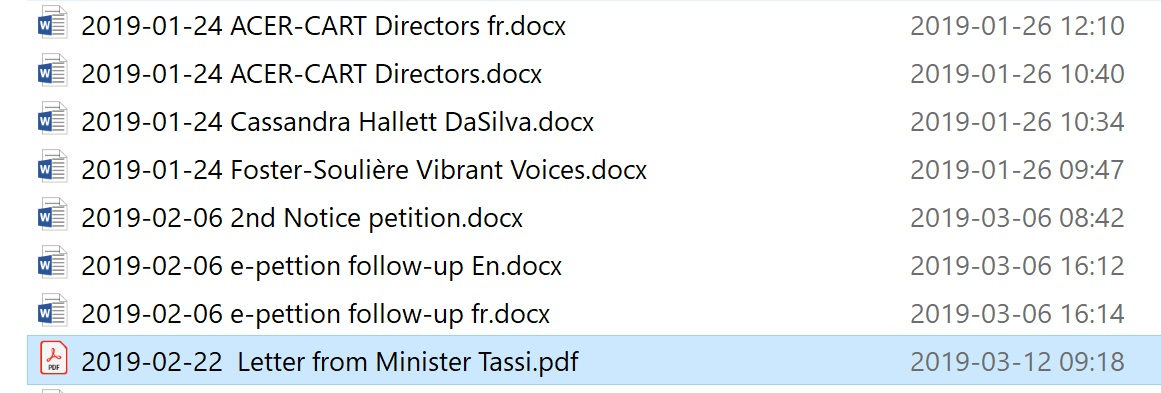 2019-01-24 ACER-CART Directors fr.docx 2019-01-26 12:10
2019-01-24 ACER-CART Directors.docx 2019-01-26 10:40
2019-01-24 Cassandra Hallett DaSilva.docx 2019-01-26 10:34
2019-01-24 Foster-Soulière Vibrant Voices.docx 2019-01-26 09:47
2019-02-06 2nd Notice petition.docx 2019-03-06 08:42
2019-02-06 e-pettion follow-up En.docx 2019-03-06 16:12
2019-02-06 e-pettion follow-up fr.docx 2019-03-06 16:14
2019-02-22  Letter from Minister Tassi.pdf 2019-03-12 09:18